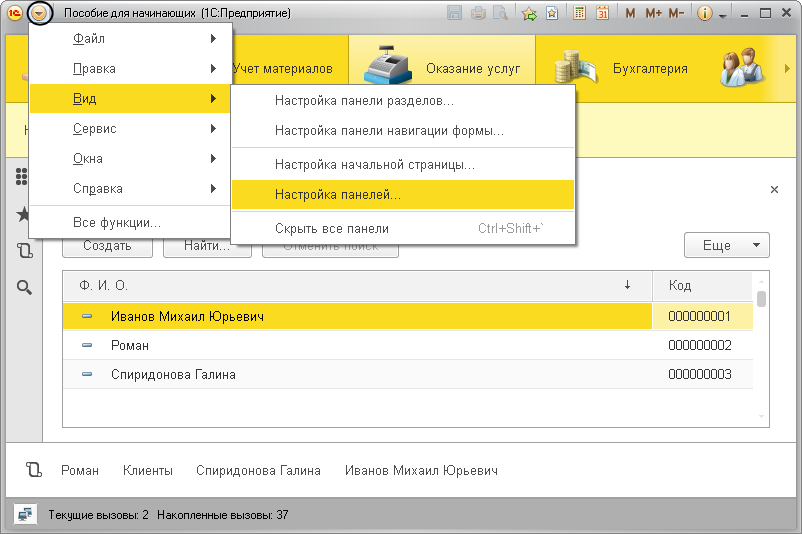 Пособие для начинающих (1С:Предприятие)
M M+ M-
Файл
Правка
Вид
Сервис
Окна
Справка
Все функции...
Учет материалов
Оказание услуг
Бухгалтерия
Настройка панели разделов...
Настройка панели навигации формы...
Настройка начальной страницы...
Настройка панелей...
Скрыть все панели Ctrl+Shift+`
Создать Найти... Отменить поиск Еще
Ф. И. О. ↓ Код
Иванов Михаил Юрьевич 000000001
Роман 000000002
Спиридонова Галина 000000003
Роман Клиенты Спиридонова Галина Иванов Михаил Юрьевич
Текущие вызовы: 2 Накопленные вызовы: 37